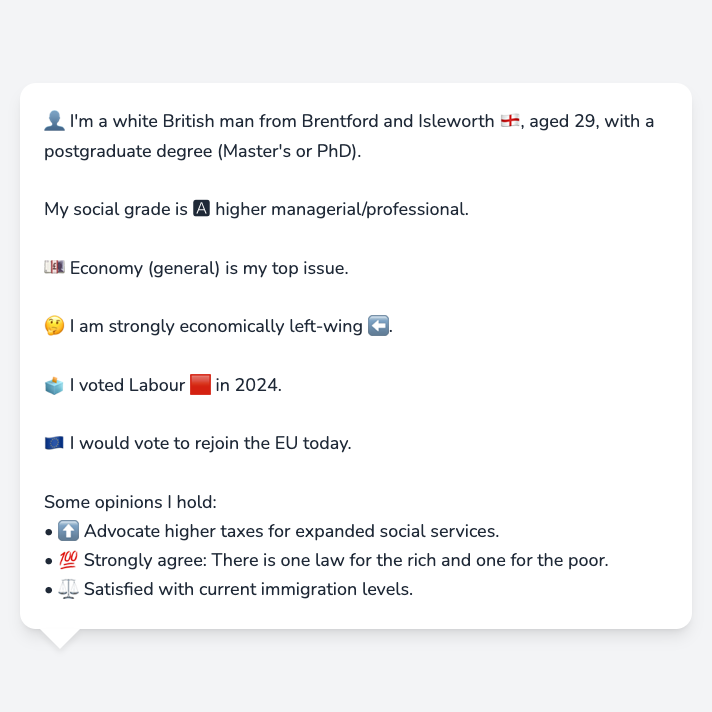 👤 I'm a white British man from Brentford and Isleworth 🏴󠁧󠁢󠁥󠁮󠁧󠁿, aged 29, with a
postgraduate degree (Master's or PhD).
My social grade is 🅰 higher managerial/professional.
💷 Economy (general) is my top issue.
🤔 I am strongly economically left-wing ⬅️.
🗳️ I voted Labour 🟥 in 2024.
🇪🇺 I would vote to rejoin the EU today.
Some opinions I hold:
• ⬆️ Advocate higher taxes for expanded social services.
• 💯 Strongly agree: There is one law for the rich and one for the poor.
• ⚖️ Satisfied with current immigration levels.